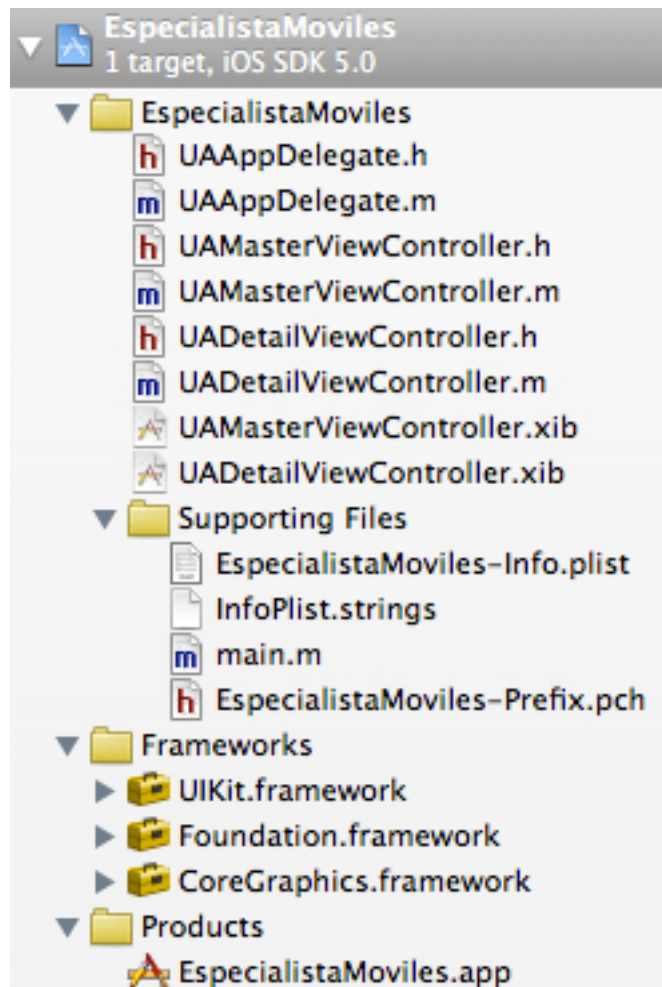 EspecialistaMoviles
1 target, iOS SDK 5.0
EspecialistaMoviles
h UAAppDelegate.h
m UAAppDelegate.m
h UAMasterViewController.h
m UAMasterViewController.m
h UADetailViewController.h
m UADetailViewController.m
UAMasterViewController.xib
UADetailViewController.xib
Supporting Files
EspecialistaMoviles-Info.plist
InfoPlist.strings
m main.m
h EspecialistaMoviles-Prefix.pch
Frameworks
UIKit.framework
Foundation.framework
CoreGraphics.framework
Products
EspecialistaMoviles.app